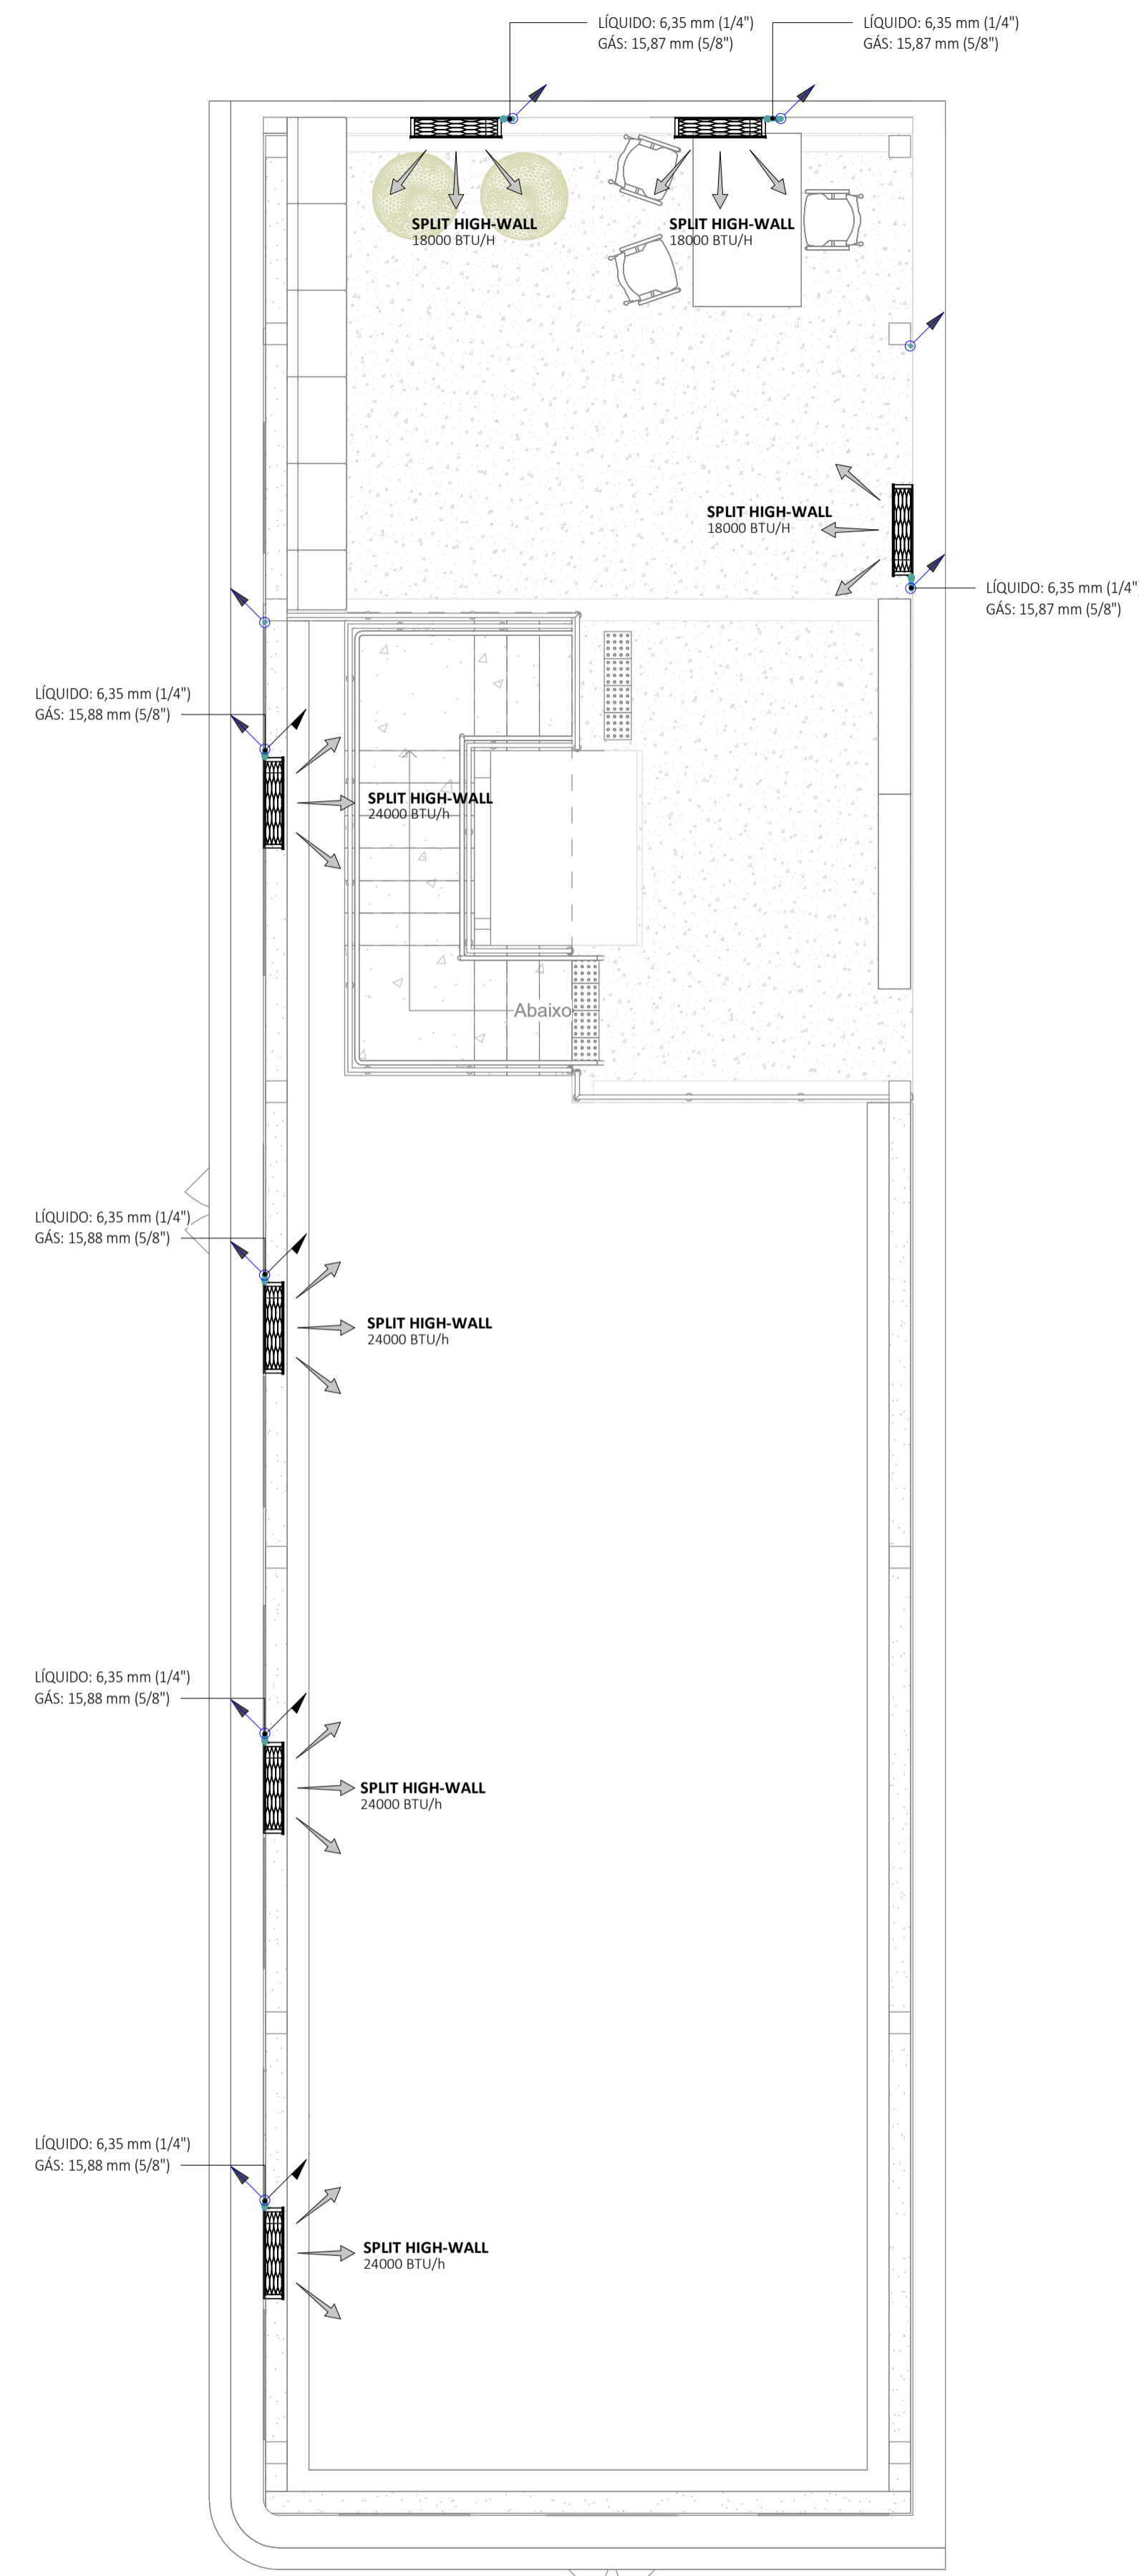 LÍQUIDO: 6,35 mm (1/4")
GÁS: 15,87 mm (5/8")
LÍQUIDO: 6,35 mm (1/4")
GÁS: 15,87 mm (5/8")
SPLIT HIGH-WALL
18000 BTU/H
SPLIT HIGH-WALL
18000 BTU/H
SPLIT HIGH-WALL
18000 BTU/H
LÍQUIDO: 6,35 mm (1/4")
GÁS: 15,87 mm (5/8")
LÍQUIDO: 6,35 mm (1/4")
GÁS: 15,88 mm (5/8")
SPLIT HIGH-WALL
24000 BTU/h
Abaixo
LÍQUIDO: 6,35 mm (1/4")
GÁS: 15,88 mm (5/8")
SPLIT HIGH-WALL
24000 BTU/h
LÍQUIDO: 6,35 mm (1/4")
GÁS: 15,88 mm (5/8")
SPLIT HIGH-WALL
24000 BTU/h
LÍQUIDO: 6,35 mm (1/4")
GÁS: 15,88 mm (5/8")
SPLIT HIGH-WALL
24000 BTU/h